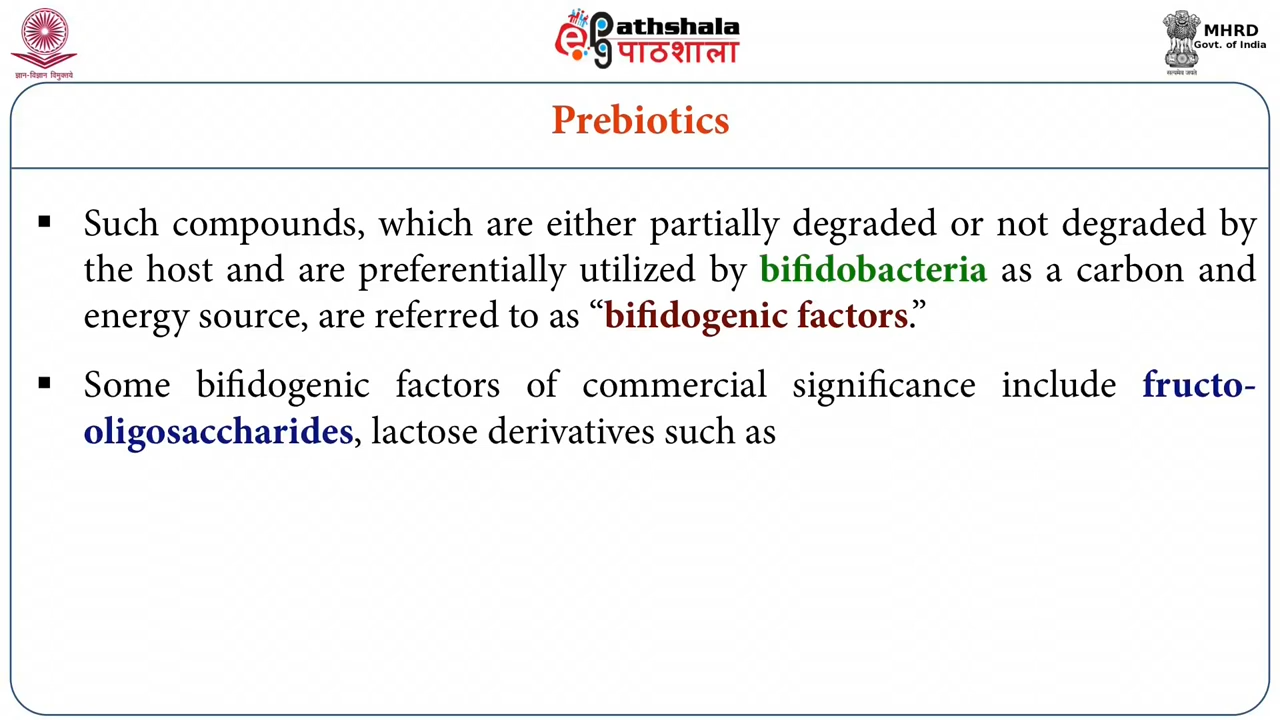 ज्ञान-विज्ञान विमुक्तये
ePathshala
पाठशाला
MHRD
Govt. of India
सत्यमेव जयते
Prebiotics
▪ Such compounds, which are either partially degraded or not degraded by
the host and are preferentially utilized by bifidobacteria as a carbon and
energy source, are referred to as “bifidogenic factors.”
▪ Some bifidogenic factors of commercial significance include fructo-
oligosaccharides, lactose derivatives such as